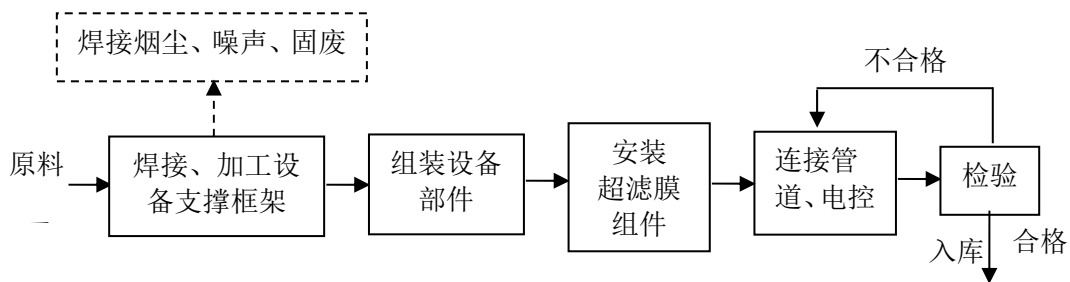 焊接烟尘、噪声、固废
不合格
原料
焊接、加工设
备支撑框架
组装设备
部件
安装
超滤膜
组件
连接管
道、电控
检验
入库
合格